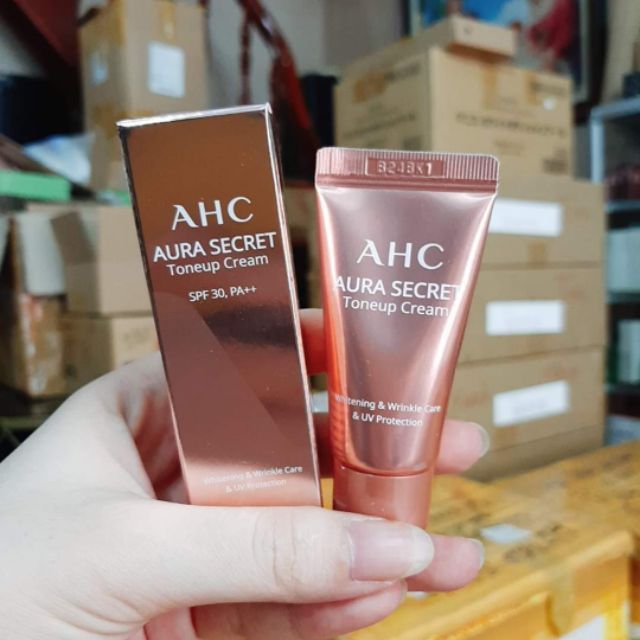 AHC
AURA SECRET
Toneup Cream
SPF 30, PA++
Whitening & Wrinkle Care
& UV Protection
AHC
AURA SECRET
Toneup Cream
Whitening & Wrinkle Care
& UV Protection